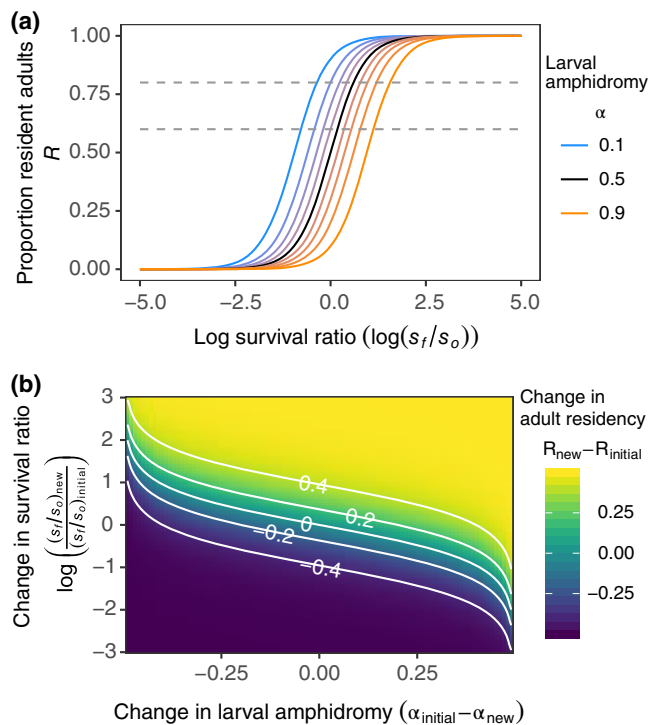 (a)
1.00
0.75
0.50
0.25
0.00
Proportion resident adults
R
−5.0 −2.5 0.0 2.5 5.0
Log survival ratio (log(s_f/s_o))
Larval
amphidromy
α
0.1
0.5
0.9
(b)
3
2
1
0
−1
−2
−3
Change in survival ratio
log((s_f/s_o)_new/(s_f/s_o)_initial)
0.4
0.2
0
−0.2
−0.4
−0.25 0.00 0.25
Change in larval amphidromy (α_initial−α_new)
Change in
adult residency
R_new−R_initial
0.25
0.00
−0.25